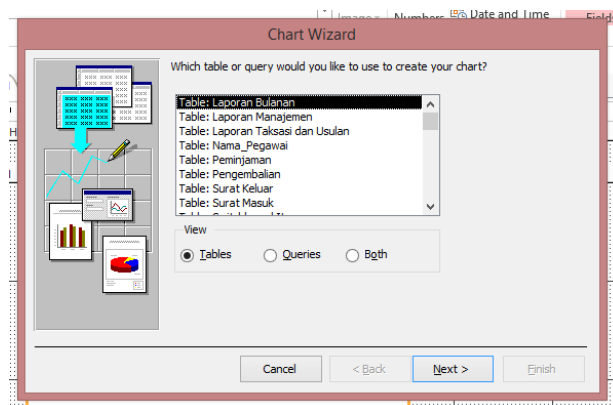 Image
Numbers
Date and Time
Field
Chart Wizard
Which table or query would you like to use to create your chart?
Table: Laporan Bulanan
Table: Laporan Manajemen
Table: Laporan Taksasi dan Usulan
Table: Nama_Pegawai
Table: Peminjaman
Table: Pengembalian
Table: Surat Keluar
Table: Surat Masuk
View
Tables
Queries
Both
Cancel
< Back
Next >
Finish